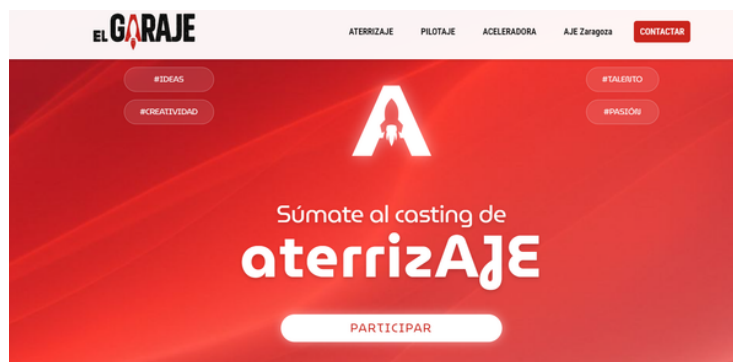 EL GARAJE
ATERRIZAJE PILOTAJE ACELERADORA AJE Zaragoza CONTACTAR
#IDEAS #TALENTO
#CREATIVIDAD #PASIÓN
A
Súmate al casting de
aterrizAJE
PARTICIPAR